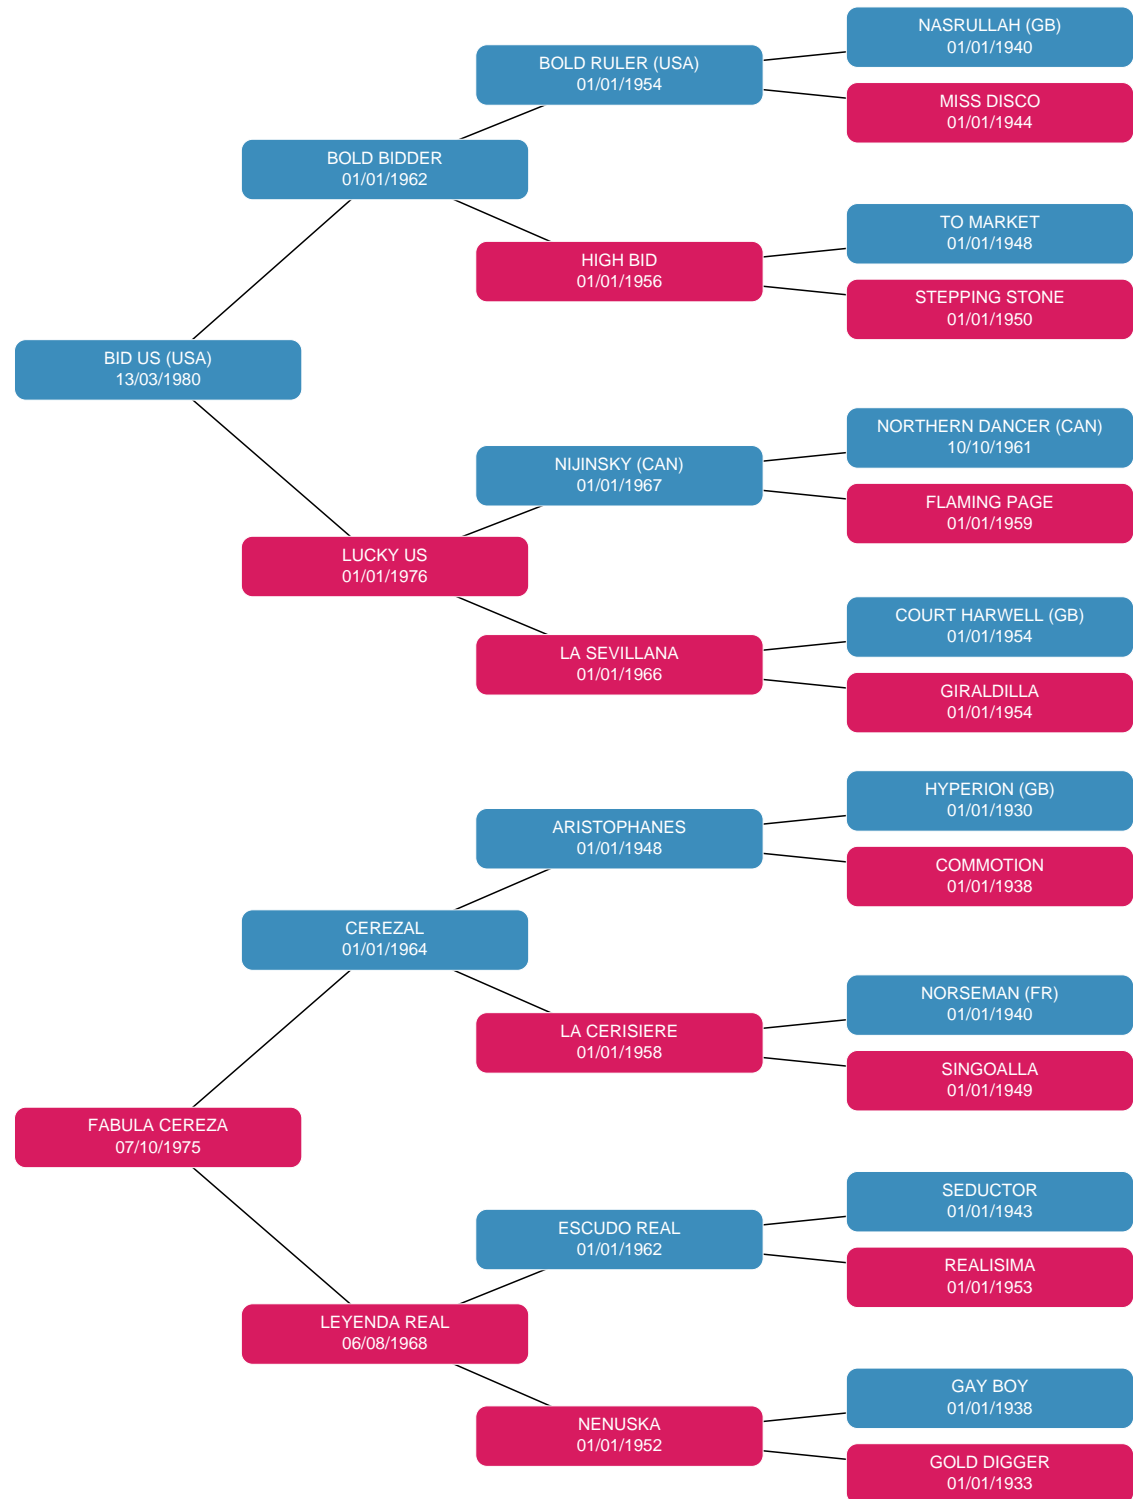 NASRULLAH (GB)
01/01/1940
BOLD RULER (USA)
01/01/1954
MISS DISCO
01/01/1944
BOLD BIDDER
01/01/1962
TO MARKET
01/01/1948
HIGH BID
01/01/1956
STEPPING STONE
01/01/1950
BID US (USA)
13/03/1980
NORTHERN DANCER (CAN)
10/10/1961
NIJINSKY (CAN)
01/01/1967
FLAMING PAGE
01/01/1959
LUCKY US
01/01/1976
COURT HARWELL (GB)
01/01/1954
LA SEVILLANA
01/01/1966
GIRALDILLA
01/01/1954
HYPERION (GB)
01/01/1930
ARISTOPHANES
01/01/1948
COMMOTION
01/01/1938
CEREZAL
01/01/1964
NORSEMAN (FR)
01/01/1940
LA CERISIERE
01/01/1958
SINGOALLA
01/01/1949
FABULA CEREZA
07/10/1975
SEDUCTOR
01/01/1943
ESCUDO REAL
01/01/1962
REALISIMA
01/01/1953
LEYENDA REAL
06/08/1968
GAY BOY
01/01/1938
NENUSKA
01/01/1952
GOLD DIGGER
01/01/1933